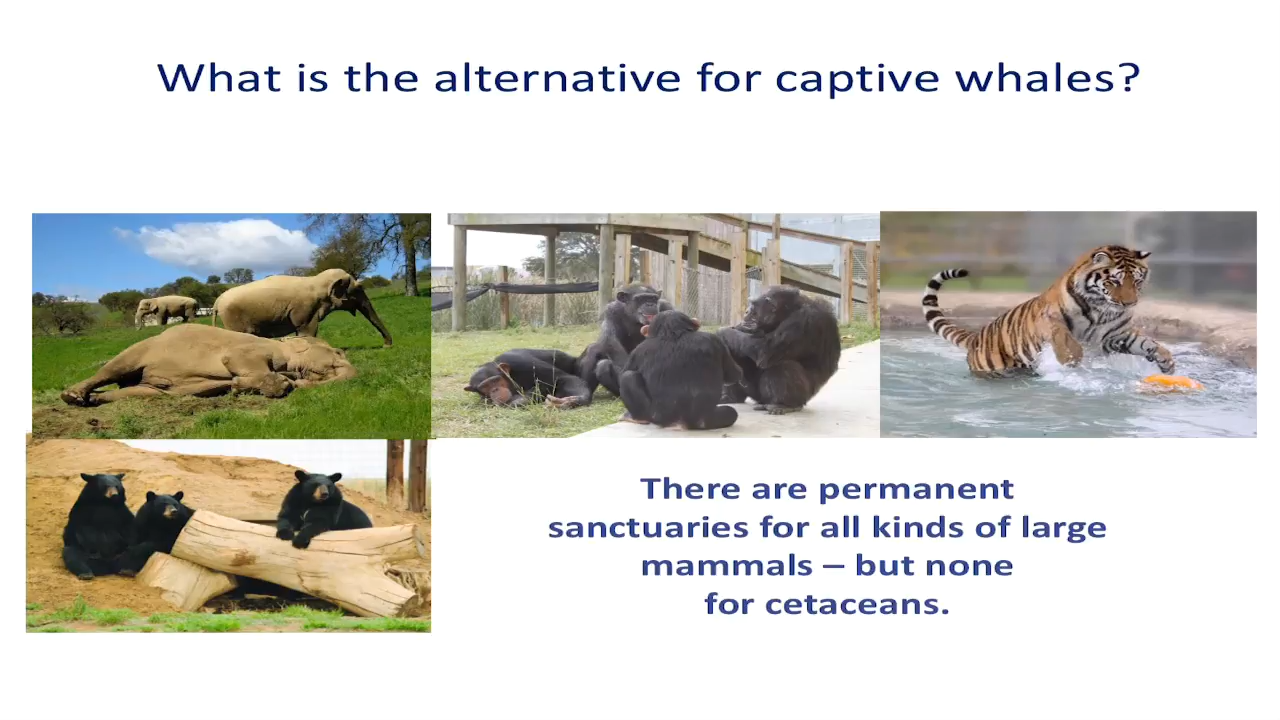 What is the alternative for captive whales?
There are permanent
sanctuaries for all kinds of large
mammals – but none
for cetaceans.